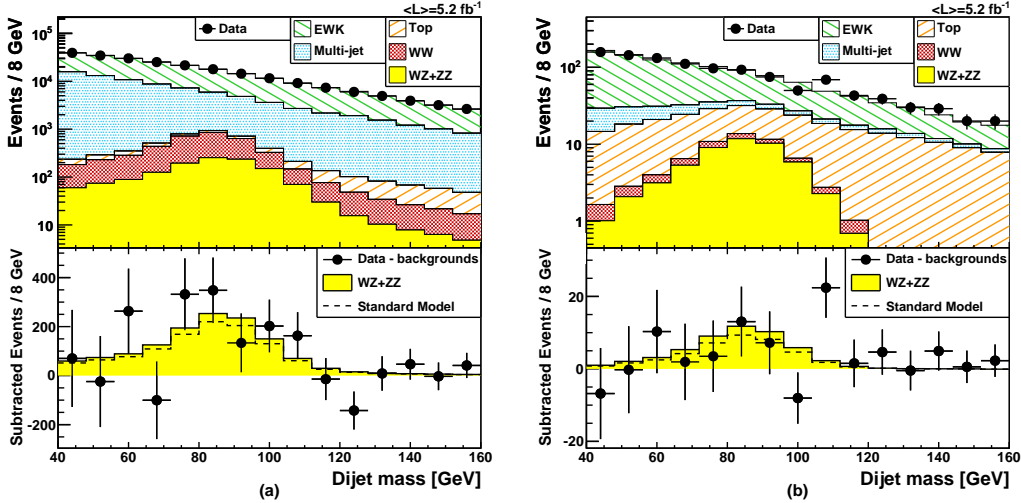 <L>=5.2 fb⁻¹
Events / 8 GeV
10⁵
10⁴
10³
10²
10
Data
EWK
Multi-jet
Top
WW
WZ+ZZ
Subtracted Events / 8 GeV
400
200
0
-200
Data - backgrounds
WZ+ZZ
Standard Model
40 60 80 100 120 140 160
Dijet mass [GeV]
(a)
<L>=5.2 fb⁻¹
Events / 8 GeV
10²
10
1
Data
EWK
Multi-jet
Top
WW
WZ+ZZ
Subtracted Events / 8 GeV
20
0
-20
Data - backgrounds
WZ+ZZ
Standard Model
40 60 80 100 120 140 160
Dijet mass [GeV]
(b)